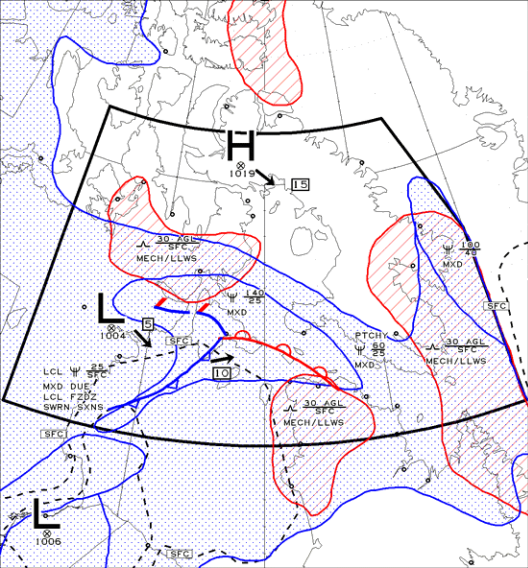 H
1019
15
30 AGL
SFC
MECH/LLWS
180
MXD
140
25
MXD
L
1004
5
SFC
SFC
PTCHY
60
25
MXD
30 AGL
SFC
MECH/LLWS
LCL 25
SFC
MXD DUE
LCL FZDZ
SWRN SXNS
10
30 AGL
SFC
MECH/LLWS
SFC
L
1006
SFC